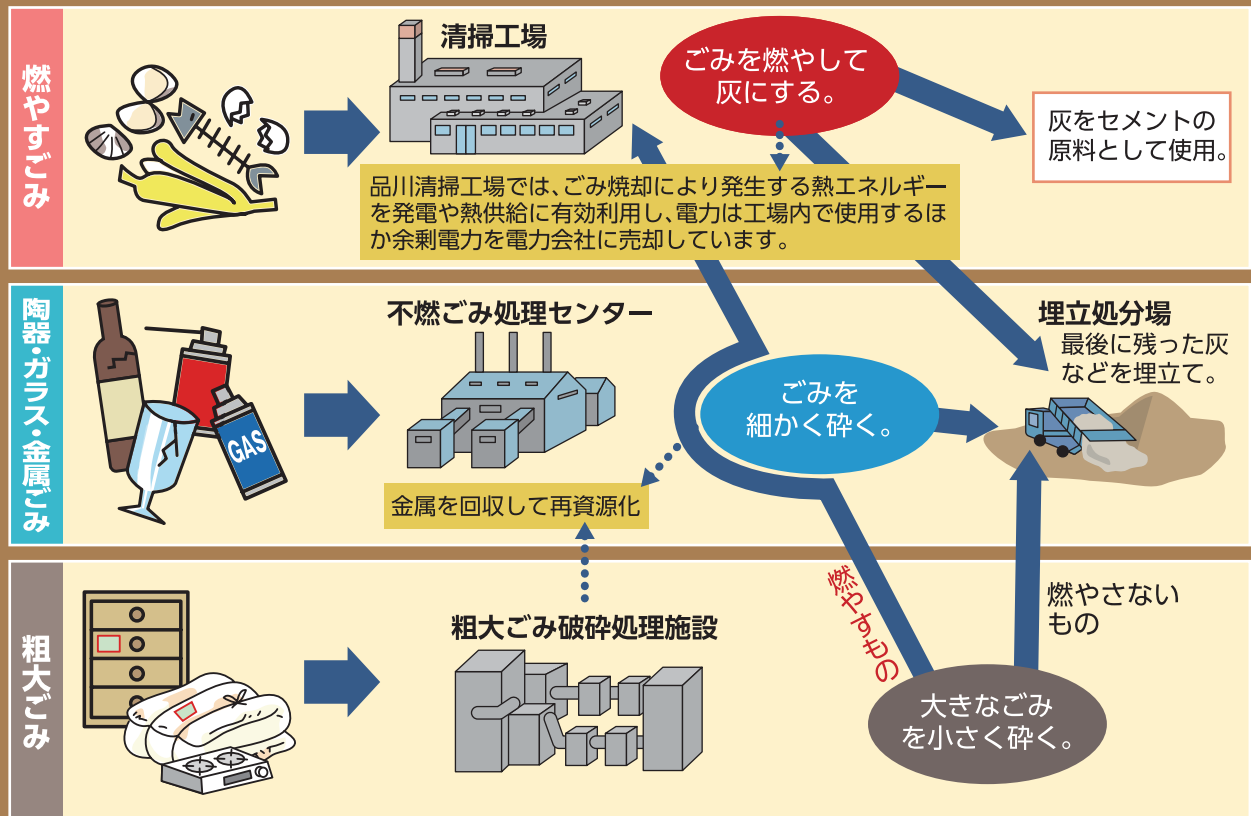 燃やすごみ
清掃工場
ごみを燃やして
灰にする。
灰をセメントの
原料として使用。
品川清掃工場では、ごみ焼却により発生する熱エネルギー
を発電や熱供給に有効利用し、電力は工場内で使用するほ
か余剰電力を電力会社に売却しています。
陶器・ガラス・金属ごみ
GAS
不燃ごみ処理センター
ごみを
細かく砕く。
埋立処分場
最後に残った灰
などを埋立て。
金属を回収して再資源化
粗大ごみ
粗大ごみ破砕処理施設
燃やすもの
燃やさない
もの
大きなごみ
を小さく砕く。